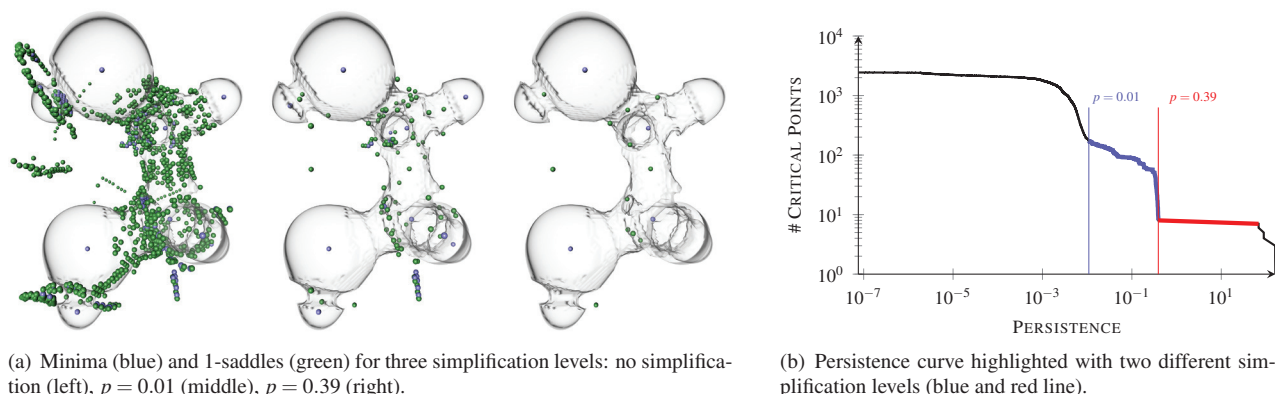 10^4
10^3
10^2
10^1
10^0
# CRITICAL POINTS
p = 0.01
p = 0.39
10^−7
10^−5
10^−3
10^−1
10^1
PERSISTENCE
(a) Minima (blue) and 1-saddles (green) for three simplification levels: no simplifica-
tion (left), p = 0.01 (middle), p = 0.39 (right).
(b) Persistence curve highlighted with two different sim-
plification levels (blue and red line).